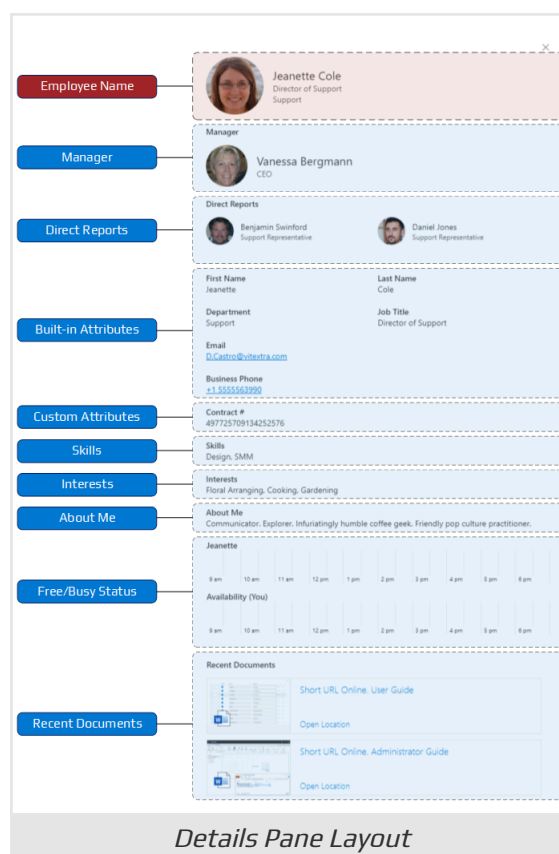 ×
Employee Name
Jeanette Cole
Director of Support
Support
Manager
Manager
Vanessa Bergmann
CEO
Direct Reports
Direct Reports
Benjamin Swinford
Support Representative
Daniel Jones
Support Representative
Built-in Attributes
First Name
Jeanette
Last Name
Cole
Department
Support
Job Title
Director of Support
Email
D.Castro@vitextra.com
Business Phone
+1 5555563990
Custom Attributes
Contract #
497725709134252576
Skills
Skills
Design, SMM
Interests
Interests
Floral Arranging, Cooking, Gardening
About Me
About Me
Communicator. Explorer. Infuriatingly humble coffee geek. Friendly pop culture practitioner.
Free/Busy Status
Jeanette
9 am 10 am 11 am 12 pm 1 pm 2 pm 3 pm 4 pm 5 pm 6 pm
Availability (You)
9 am 10 am 11 am 12 pm 1 pm 2 pm 3 pm 4 pm 5 pm 6 pm
Recent Documents
Recent Documents
Short URL Online. User Guide
Open Location
Short URL Online. Administrator Guide
Open Location
Details Pane Layout